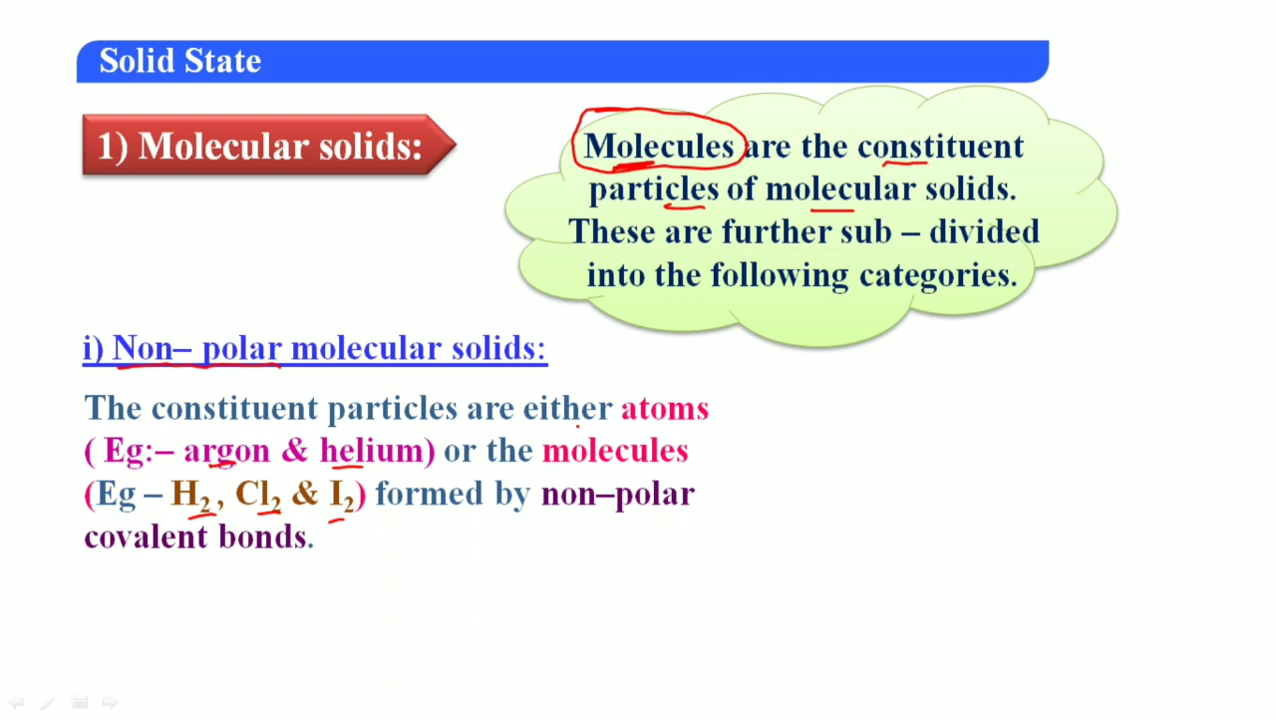 Solid State
1) Molecular solids:
Molecules are the constituent
particles of molecular solids.
These are further sub – divided
into the following categories.
i) Non– polar molecular solids:
The constituent particles are either atoms
( Eg:– argon & helium) or the molecules
(Eg – H₂ , Cl₂ & I₂) formed by non–polar
covalent bonds.